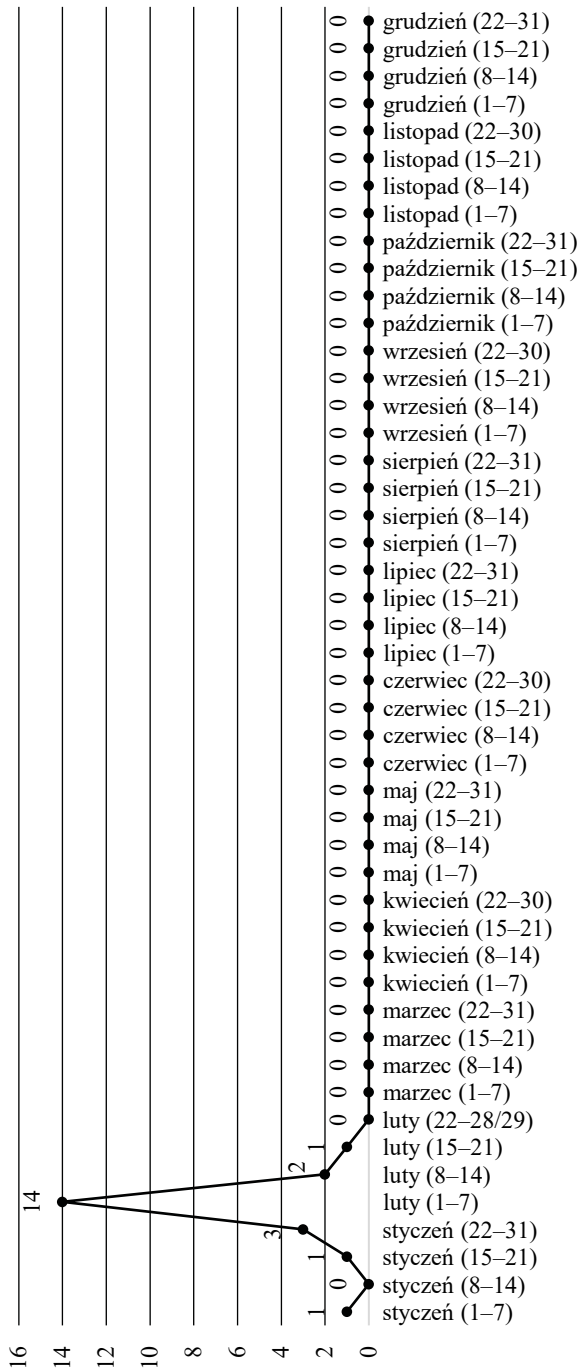 0 grudzień (22–31)
0 grudzień (15–21)
0 grudzień (8–14)
0 grudzień (1–7)
0 listopad (22–30)
0 listopad (15–21)
0 listopad (8–14)
0 listopad (1–7)
0 październik (22–31)
0 październik (15–21)
0 październik (8–14)
0 październik (1–7)
0 wrzesień (22–30)
0 wrzesień (15–21)
0 wrzesień (8–14)
0 wrzesień (1–7)
0 sierpień (22–31)
0 sierpień (15–21)
0 sierpień (8–14)
0 sierpień (1–7)
0 lipiec (22–31)
0 lipiec (15–21)
0 lipiec (8–14)
0 lipiec (1–7)
0 czerwiec (22–30)
0 czerwiec (15–21)
0 czerwiec (8–14)
0 czerwiec (1–7)
0 maj (22–31)
0 maj (15–21)
0 maj (8–14)
0 maj (1–7)
0 kwiecień (22–30)
0 kwiecień (15–21)
0 kwiecień (8–14)
0 kwiecień (1–7)
0 marzec (22–31)
0 marzec (15–21)
0 marzec (8–14)
0 marzec (1–7)
0 luty (22–28/29)
1 luty (15–21)
2 luty (8–14)
14 luty (1–7)
3 styczeń (22–31)
1 styczeń (15–21)
0 styczeń (8–14)
1 styczeń (1–7)
16 14 12 10 8 6 4 2 0